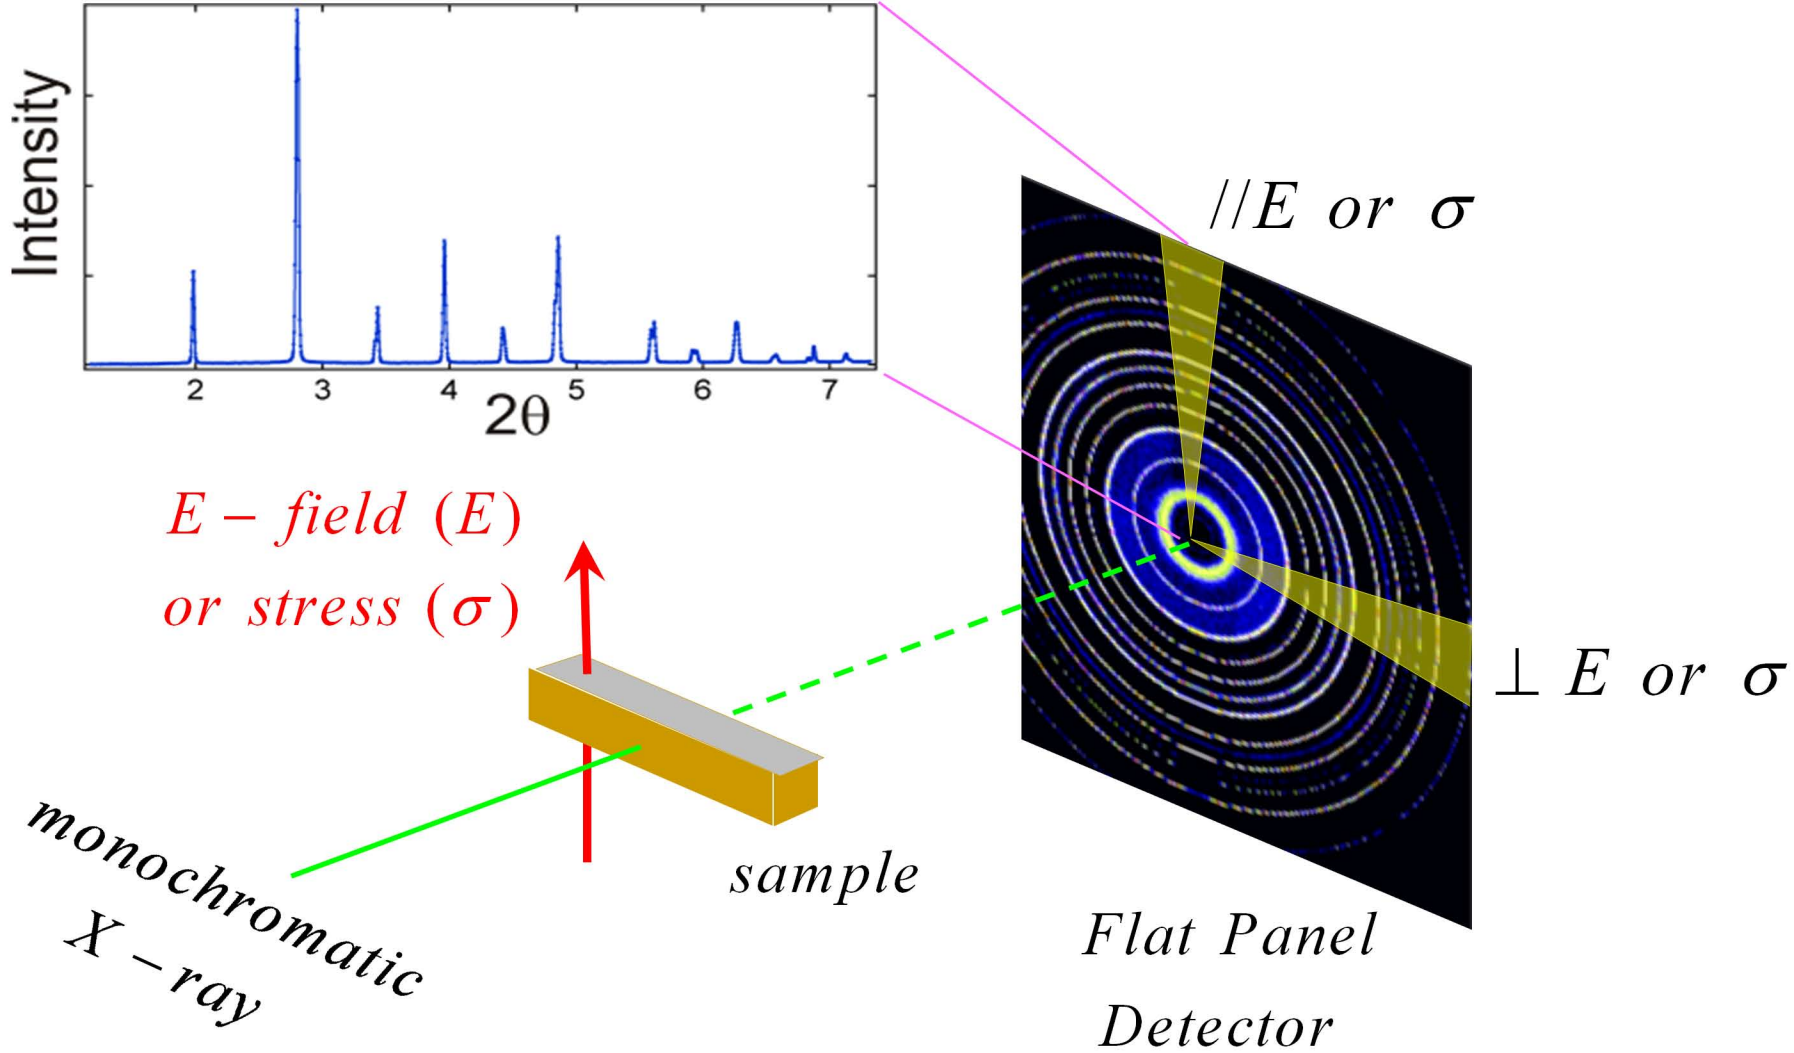 Intensity
2 3 4 5 6 7
2θ
//E or σ
E – field (E)
or stress (σ)
⊥ E or σ
monochromatic
X – ray
sample
Flat Panel
Detector